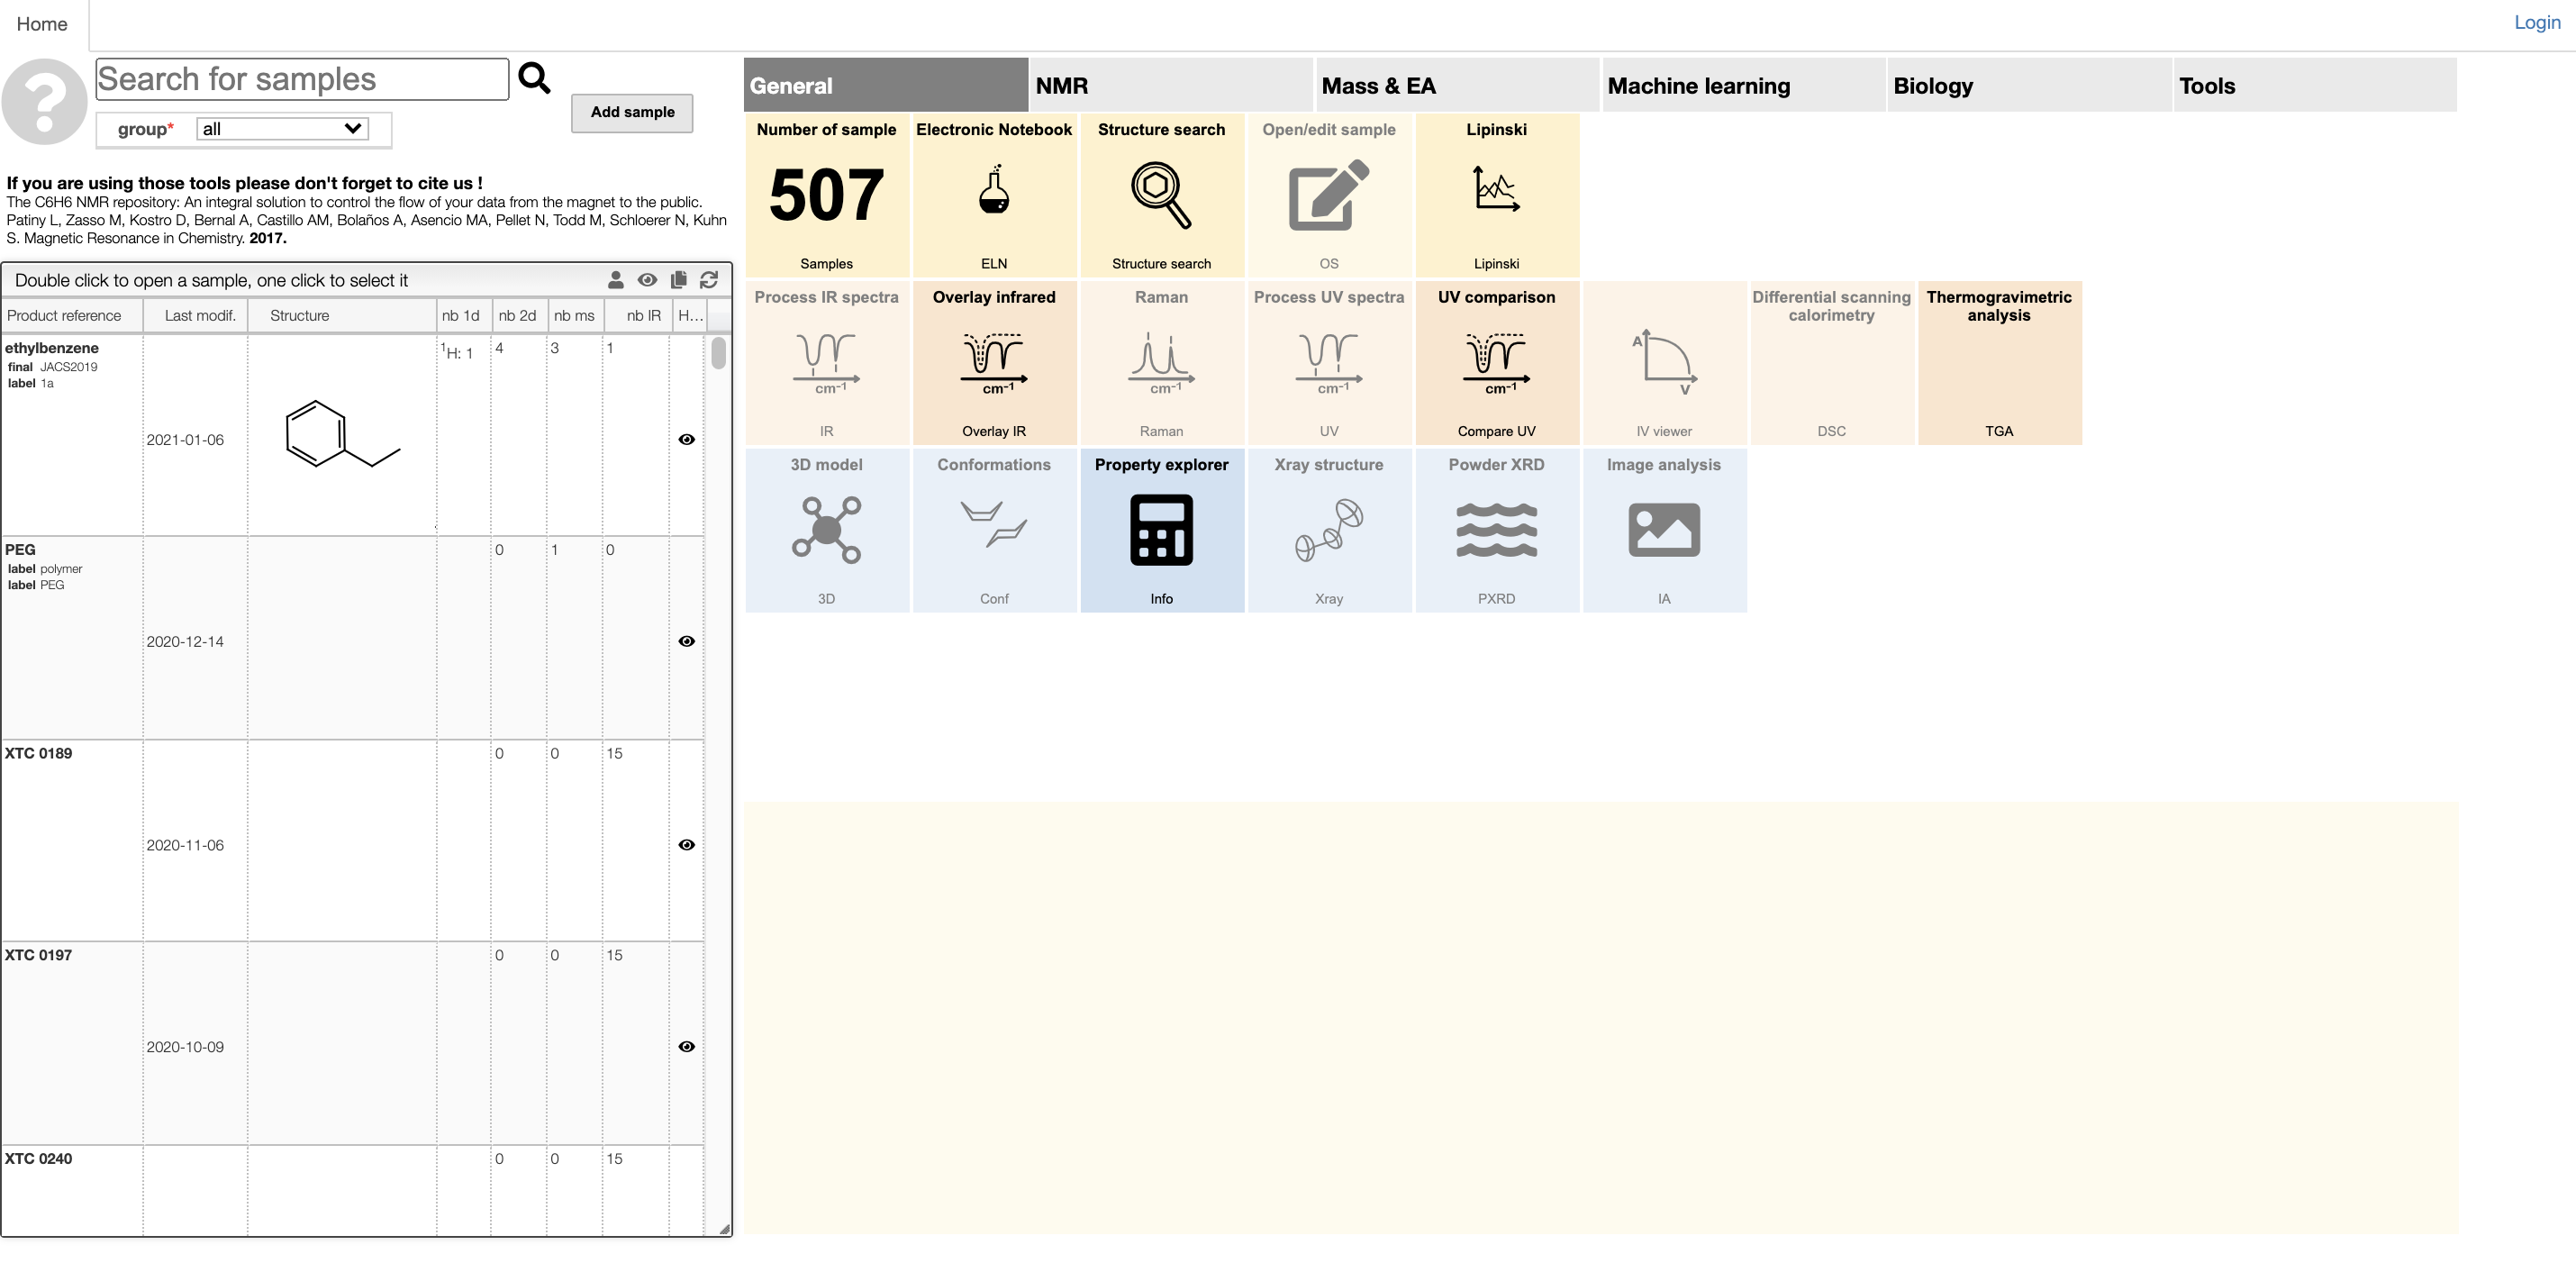 Home
Login
Search for samples
group* all
Add sample
If you are using those tools please don't forget to cite us !
The C6H6 NMR repository: An integral solution to control the flow of your data from the magnet to the public.
Patiny L, Zasso M, Kostro D, Bernal A, Castillo AM, Bolaños A, Asencio MA, Pellet N, Todd M, Schloerer N, Kuhn
S. Magnetic Resonance in Chemistry. 2017.
Double click to open a sample, one click to select it
Product reference Last modif. Structure nb 1d nb 2d nb ms nb IR H...
ethylbenzene ¹H: 1 4 3 1
final JACS2019
label 1a
2021-01-06
PEG 0 1 0
label polymer
label PEG
2020-12-14
XTC 0189 0 0 15
2020-11-06
XTC 0197 0 0 15
2020-10-09
XTC 0240 0 0 15
General NMR Mass & EA Machine learning Biology Tools
Number of sample Electronic Notebook Structure search Open/edit sample Lipinski
507
Samples ELN Structure search OS Lipinski
Process IR spectra Overlay infrared Raman Process UV spectra UV comparison Differential scanning Thermogravimetric
calorimetry analysis
A
cm⁻¹ cm⁻¹ cm⁻¹ cm⁻¹ cm⁻¹ V
IR Overlay IR Raman UV Compare UV IV viewer DSC TGA
3D model Conformations Property explorer Xray structure Powder XRD Image analysis
3D Conf Info Xray PXRD IA